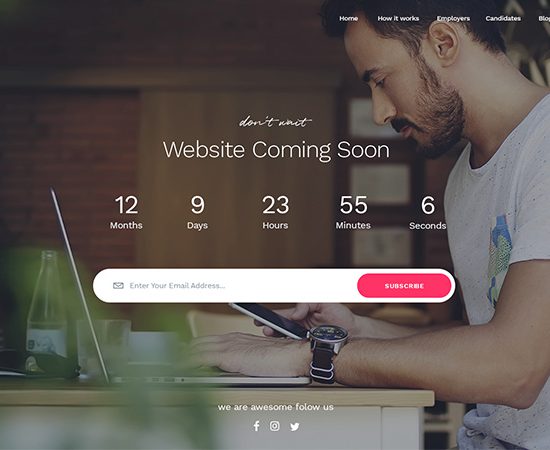 Home How it works Employers Candidates Blo
don't wait
Website Coming Soon
12 9 23 55 6
Months Days Hours Minutes Seconds
Enter Your Email Address... SUBSCRIBE
we are awesome folow us